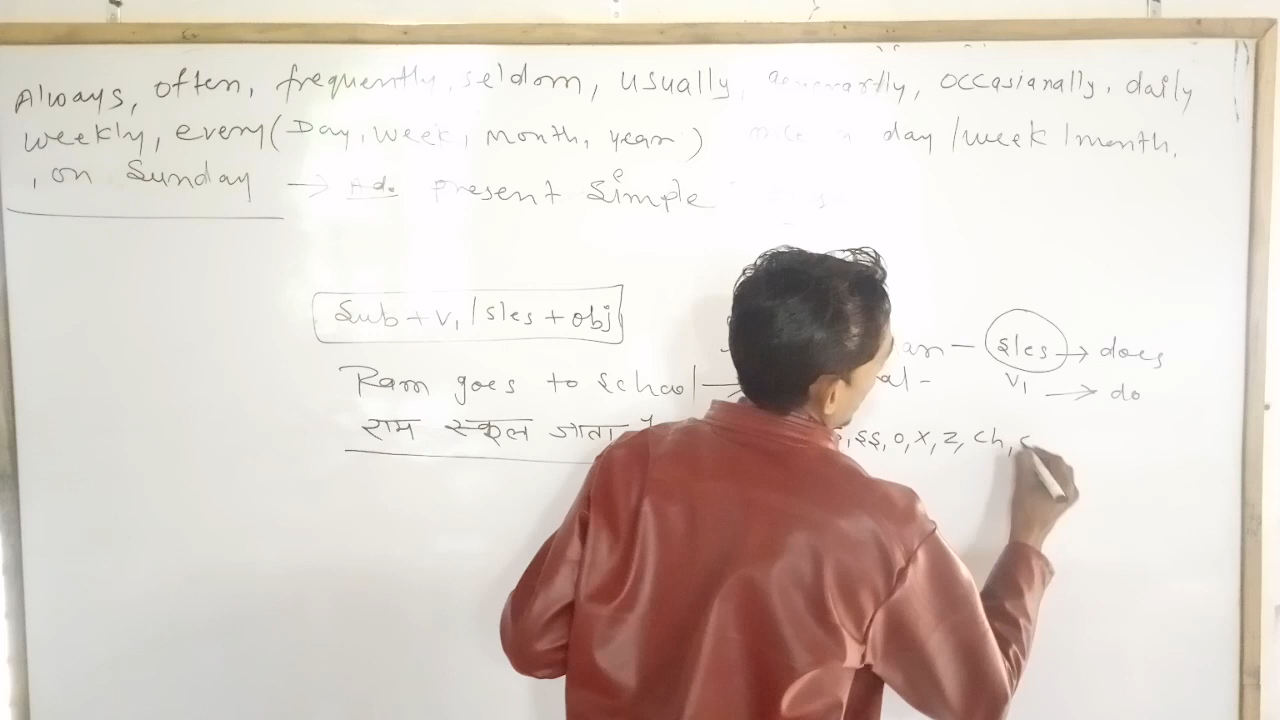 Always, often, frequently, seldom, usually, occasianally, daily
weekly, every (Day, week, month, year) day / week / month,
, on Sunday → Ad. present Simple
Sub + V₁ / s/es + obj
Ram goes to School →
राम स्कूल जाता
s/es → does
V₁ → do
, ss, o, x, z, ch,